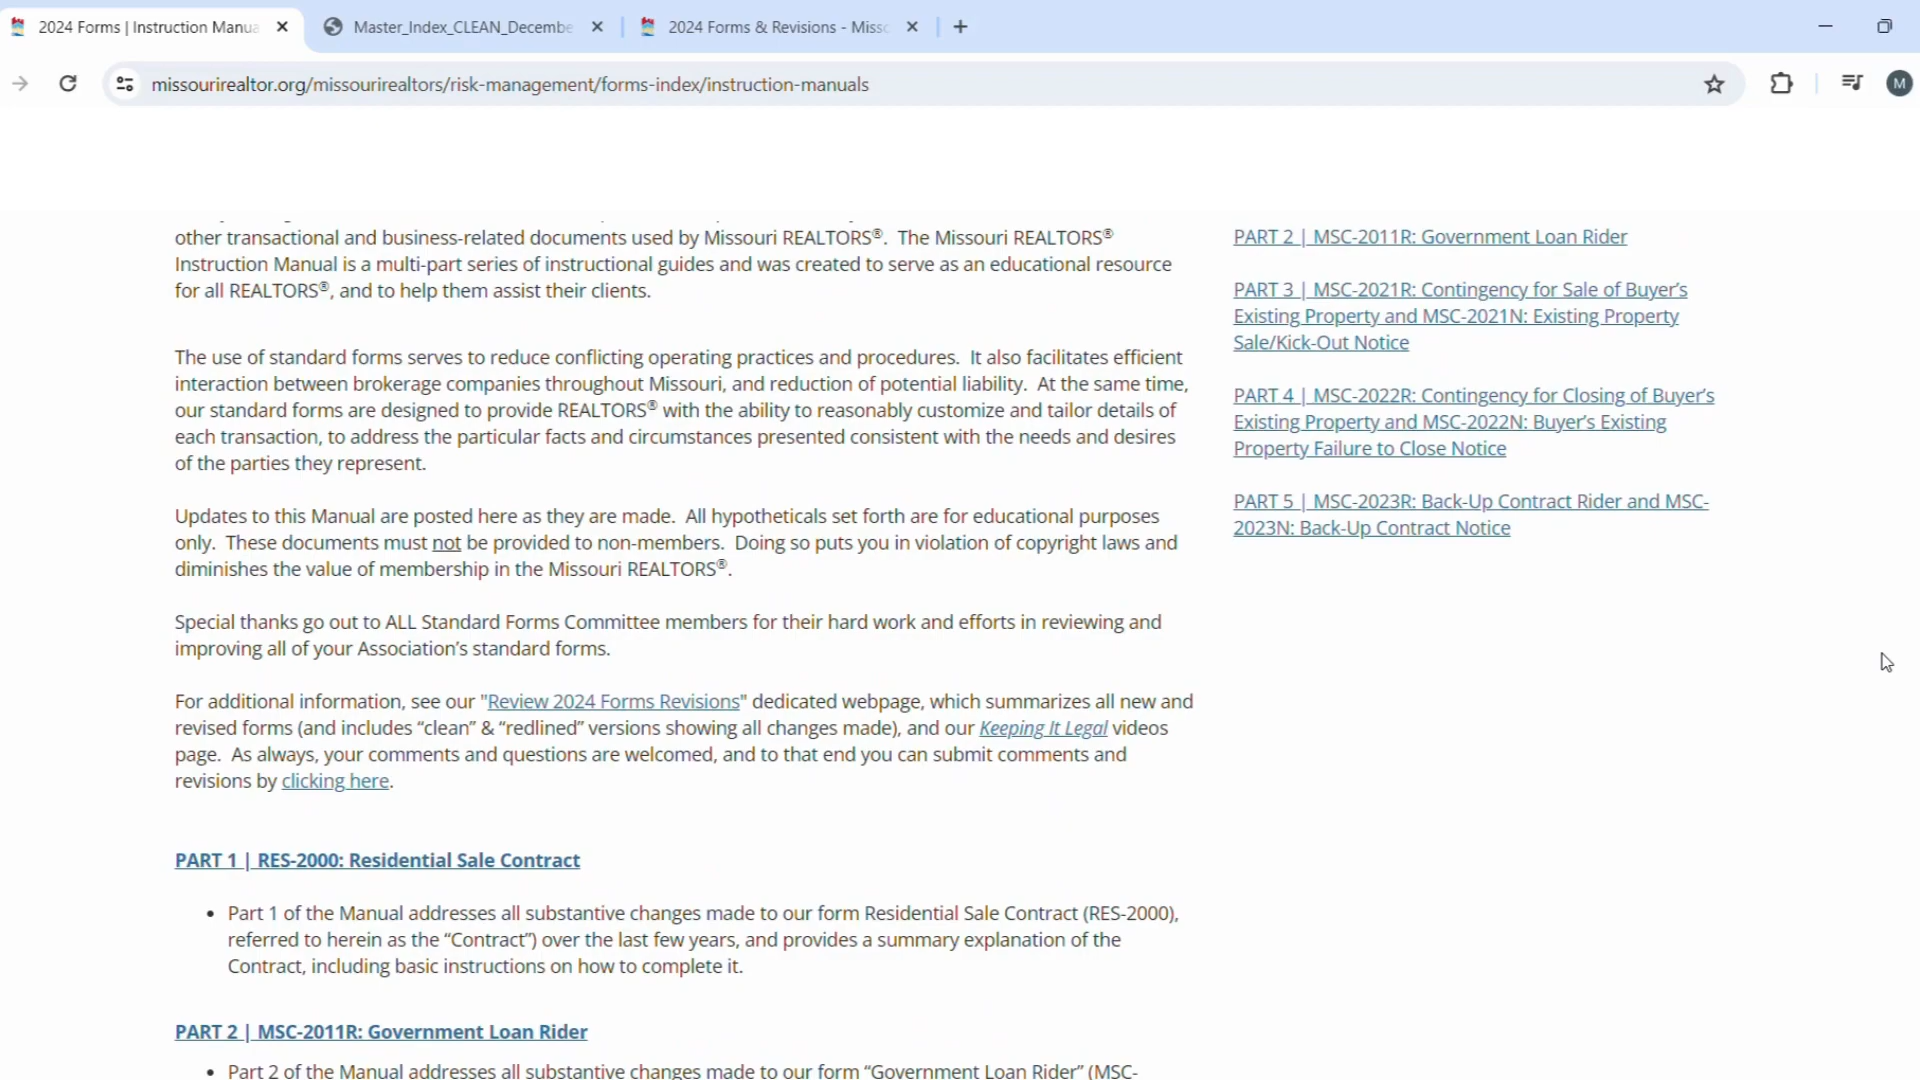 2024 Forms | Instruction Manua
Master_Index_CLEAN_Decembe
2024 Forms & Revisions - Misso
missourirealtor.org/missourirealtors/risk-management/forms-index/instruction-manuals
M
other transactional and business-related documents used by Missouri REALTORS®. The Missouri REALTORS®
Instruction Manual is a multi-part series of instructional guides and was created to serve as an educational resource
for all REALTORS®, and to help them assist their clients.
The use of standard forms serves to reduce conflicting operating practices and procedures. It also facilitates efficient
interaction between brokerage companies throughout Missouri, and reduction of potential liability. At the same time,
our standard forms are designed to provide REALTORS® with the ability to reasonably customize and tailor details of
each transaction, to address the particular facts and circumstances presented consistent with the needs and desires
of the parties they represent.
Updates to this Manual are posted here as they are made. All hypotheticals set forth are for educational purposes
only. These documents must not be provided to non-members. Doing so puts you in violation of copyright laws and
diminishes the value of membership in the Missouri REALTORS®.
Special thanks go out to ALL Standard Forms Committee members for their hard work and efforts in reviewing and
improving all of your Association's standard forms.
For additional information, see our "Review 2024 Forms Revisions" dedicated webpage, which summarizes all new and
revised forms (and includes “clean” & “redlined” versions showing all changes made), and our Keeping It Legal videos
page. As always, your comments and questions are welcomed, and to that end you can submit comments and
revisions by clicking here.
PART 1 | RES-2000: Residential Sale Contract
• Part 1 of the Manual addresses all substantive changes made to our form Residential Sale Contract (RES-2000),
referred to herein as the “Contract”) over the last few years, and provides a summary explanation of the
Contract, including basic instructions on how to complete it.
PART 2 | MSC-2011R: Government Loan Rider
• Part 2 of the Manual addresses all substantive changes made to our form “Government Loan Rider” (MSC-
PART 2 | MSC-2011R: Government Loan Rider
PART 3 | MSC-2021R: Contingency for Sale of Buyer’s
Existing Property and MSC-2021N: Existing Property
Sale/Kick-Out Notice
PART 4 | MSC-2022R: Contingency for Closing of Buyer’s
Existing Property and MSC-2022N: Buyer’s Existing
Property Failure to Close Notice
PART 5 | MSC-2023R: Back-Up Contract Rider and MSC-
2023N: Back-Up Contract Notice